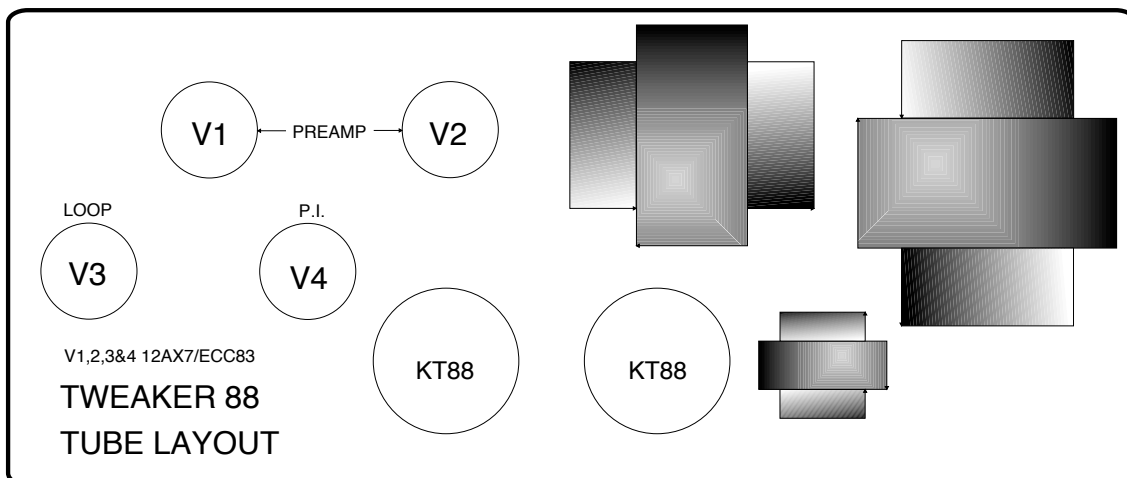 V1
PREAMP
V2
LOOP
P.I.
V3
V4
KT88
KT88
V1,2,3&4 12AX7/ECC83
TWEAKER 88
TUBE LAYOUT